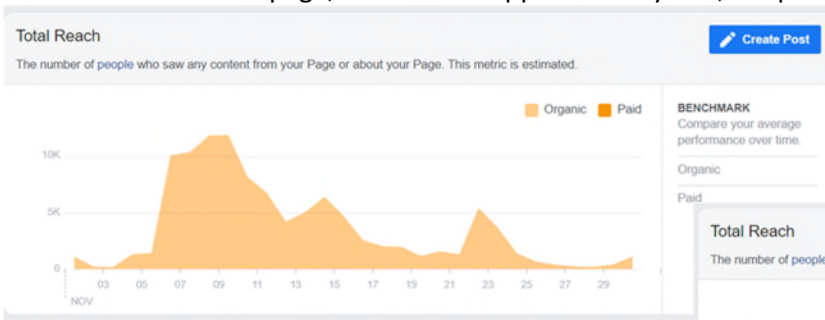 Total Reach
Create Post
The number of people who saw any content from your Page or about your Page. This metric is estimated.
Organic Paid
BENCHMARK
Compare your average
performance over time.
Organic
Paid
10K
5K
0
03 05 07 09 11 13 15 17 19 21 23 25 27 29
NOV
Total Reach
The number of people